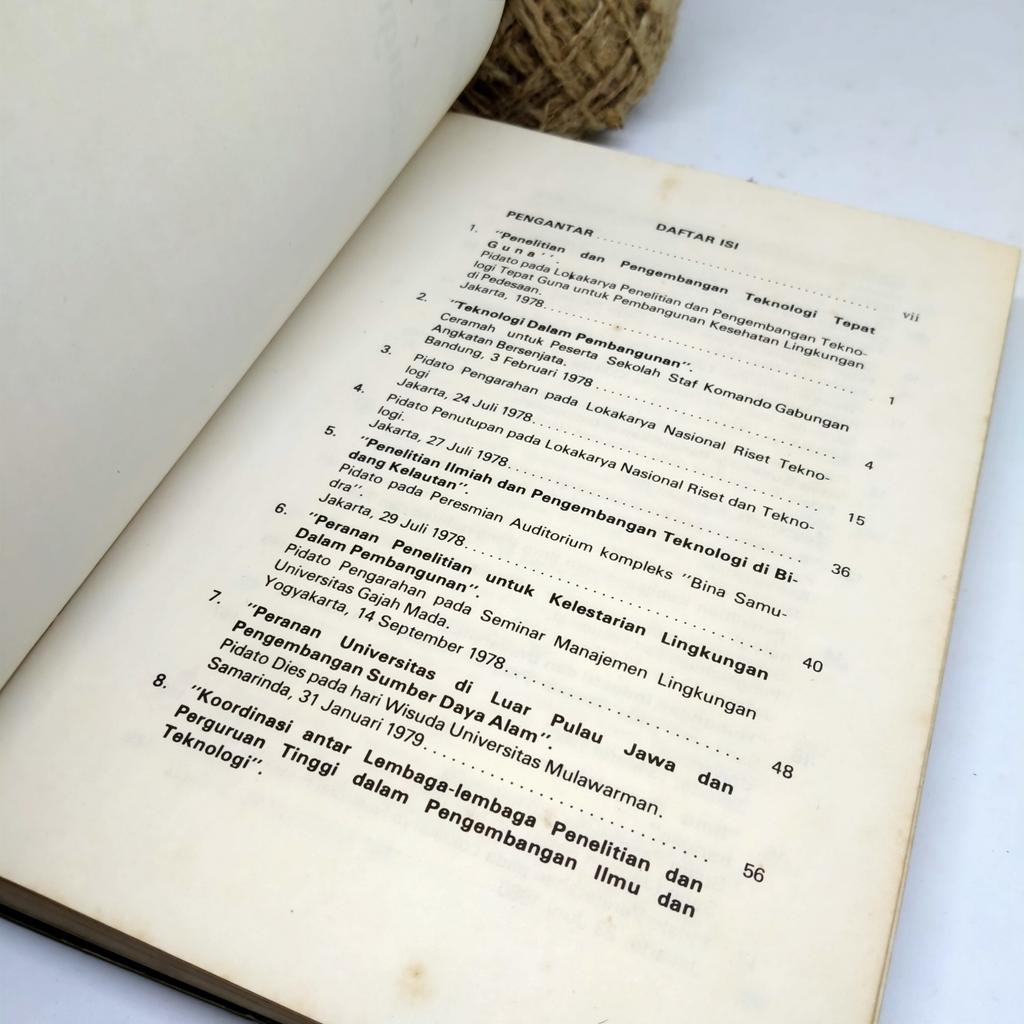 DAFTAR ISI
PENGANTAR . . . . . . . . . . . . . . . . . . . . . . . . . . . . . . vii
1. "Penelitian dan Pengembangan Teknologi Tepat
Guna".
Pidato pada Lokakarya Penelitian dan Pengembangan Tekno-
logi Tepat Guna untuk Pembangunan Kesehatan Lingkungan
di Pedesaan.
Jakarta, 1978. . . . . . . . . . . . . . . . . . . . . . . . . . . . . . 1
2. "Teknologi Dalam Pembangunan".
Ceramah untuk Peserta Sekolah Staf Komando Gabungan
Angkatan Bersenjata.
Bandung, 3 Februari 1978 . . . . . . . . . . . . . . . . . . . . . . 4
3. Pidato Pengarahan pada Lokakarya Nasional Riset Tekno-
logi
Jakarta, 24 Juli 1978. . . . . . . . . . . . . . . . . . . . . . . . . 15
4. Pidato Penutupan pada Lokakarya Nasional Riset dan Tekno-
logi.
Jakarta, 27 Juli 1978. . . . . . . . . . . . . . . . . . . . . . . . . 36
5. "Penelitian Ilmiah dan Pengembangan Teknologi di Bi-
dang Kelautan".
Pidato pada Peresmian Auditorium kompleks "Bina Samu-
dra".
Jakarta, 29 Juli 1978. . . . . . . . . . . . . . . . . . . . . . . . . 40
6. "Peranan Penelitian untuk Kelestarian Lingkungan
Dalam Pembangunan".
Pidato Pengarahan pada Seminar Manajemen Lingkungan
Universitas Gajah Mada.
Yogyakarta, 14 September 1978. . . . . . . . . . . . . . . . . . 48
7. "Peranan Universitas di Luar Pulau Jawa dan
Pengembangan Sumber Daya Alam".
Pidato Dies pada hari Wisuda Universitas Mulawarman.
Samarinda, 31 Januari 1979. . . . . . . . . . . . . . . . . . . . . 56
8. "Koordinasi antar Lembaga-lembaga Penelitian dan
Perguruan Tinggi dalam Pengembangan Ilmu dan
Teknologi".